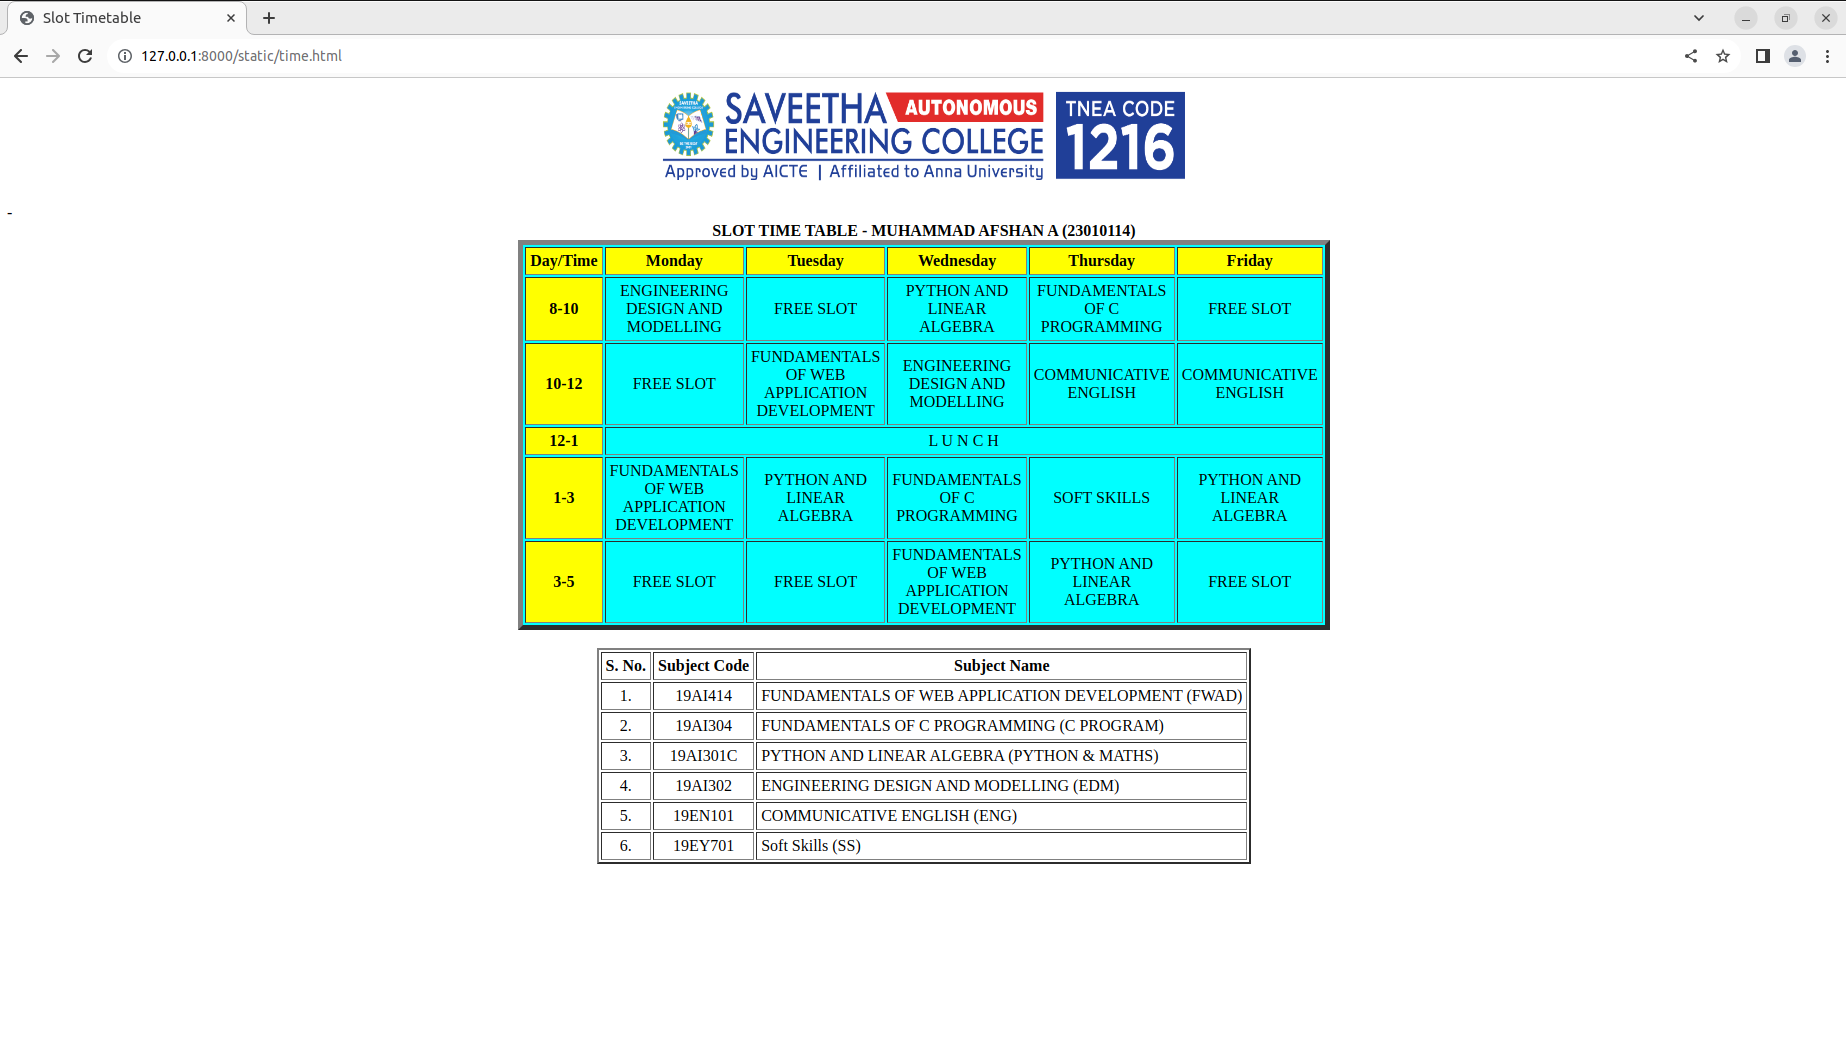 Slot Timetable
127.0.0.1:8000/static/time.html
SAVEETHA AUTONOMOUS
ENGINEERING COLLEGE
Approved by AICTE | Affiliated to Anna University
TNEA CODE
1216
SAVEETHA
-
SLOT TIME TABLE - MUHAMMAD AFSHAN A (23010114)
Day/Time Monday Tuesday Wednesday Thursday Friday
8-10
ENGINEERING
DESIGN AND
MODELLING
FREE SLOT
PYTHON AND
LINEAR
ALGEBRA
FUNDAMENTALS
OF C
PROGRAMMING
FREE SLOT
10-12
FREE SLOT
FUNDAMENTALS
OF WEB
APPLICATION
DEVELOPMENT
ENGINEERING
DESIGN AND
MODELLING
COMMUNICATIVE
ENGLISH
COMMUNICATIVE
ENGLISH
12-1
L U N C H
1-3
FUNDAMENTALS
OF WEB
APPLICATION
DEVELOPMENT
PYTHON AND
LINEAR
ALGEBRA
FUNDAMENTALS
OF C
PROGRAMMING
SOFT SKILLS
PYTHON AND
LINEAR
ALGEBRA
3-5
FREE SLOT
FREE SLOT
FUNDAMENTALS
OF WEB
APPLICATION
DEVELOPMENT
PYTHON AND
LINEAR
ALGEBRA
FREE SLOT
S. No. Subject Code Subject Name
1. 19AI414 FUNDAMENTALS OF WEB APPLICATION DEVELOPMENT (FWAD)
2. 19AI304 FUNDAMENTALS OF C PROGRAMMING (C PROGRAM)
3. 19AI301C PYTHON AND LINEAR ALGEBRA (PYTHON & MATHS)
4. 19AI302 ENGINEERING DESIGN AND MODELLING (EDM)
5. 19EN101 COMMUNICATIVE ENGLISH (ENG)
6. 19EY701 Soft Skills (SS)